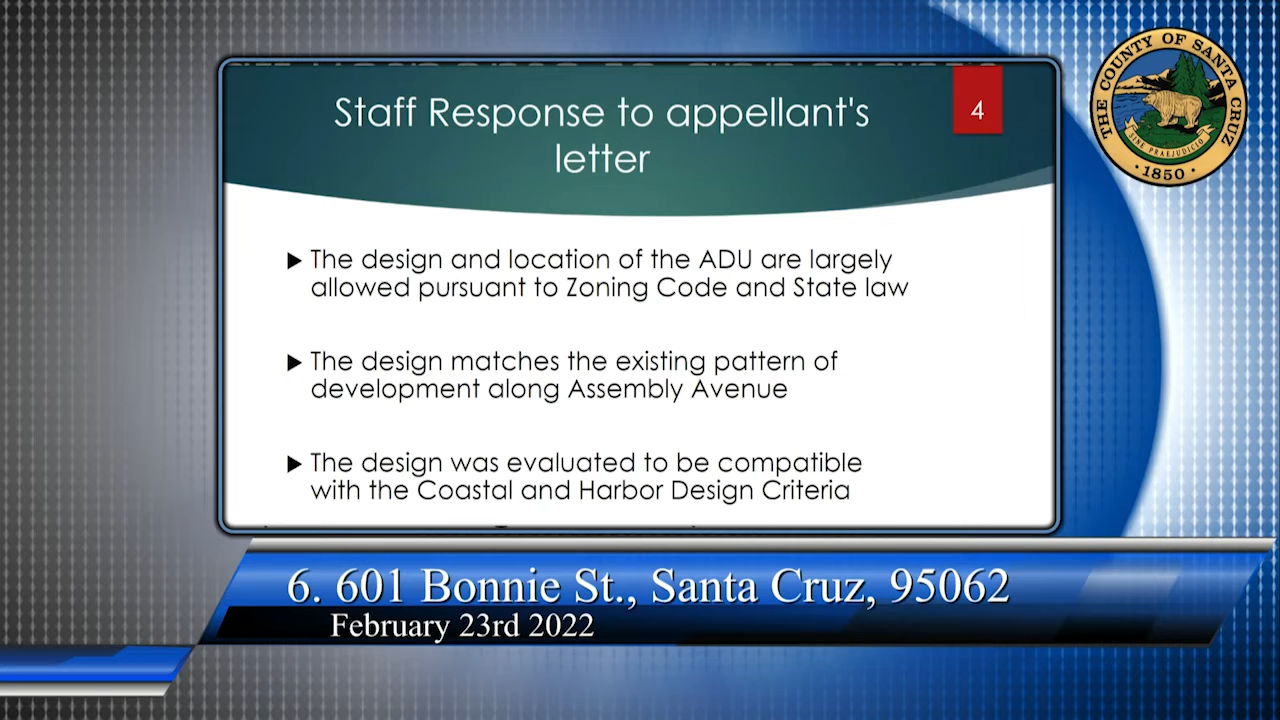 Staff Response to appellant's
letter
4
THE COUNTY OF SANTA CRUZ
SINE PRAEJUDICIO
• 1850 •
The design and location of the ADU are largely
allowed pursuant to Zoning Code and State law
The design matches the existing pattern of
development along Assembly Avenue
The design was evaluated to be compatible
with the Coastal and Harbor Design Criteria
6. 601 Bonnie St., Santa Cruz, 95062
February 23rd 2022